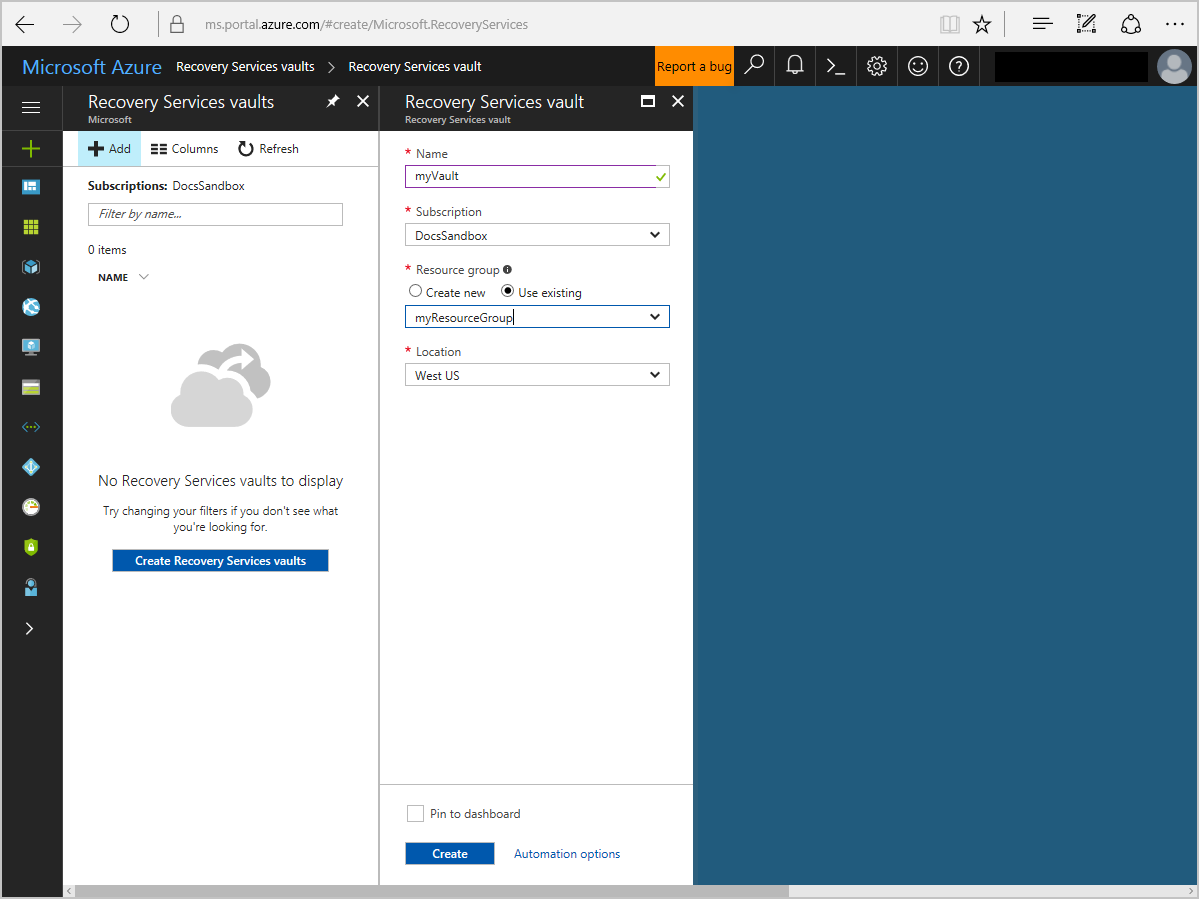 ms.portal.azure.com/#create/Microsoft.RecoveryServices
Microsoft Azure Recovery Services vaults > Recovery Services vault Report a bug
Recovery Services vaults
Microsoft
Add Columns Refresh
Subscriptions: DocsSandbox
Filter by name...
0 items
NAME
No Recovery Services vaults to display
Try changing your filters if you don't see what
you're looking for.
Create Recovery Services vaults
Recovery Services vault
Recovery Services vault
* Name
myVault
* Subscription
DocsSandbox
* Resource group
Create new Use existing
myResourceGroup
* Location
West US
Pin to dashboard
Create Automation options